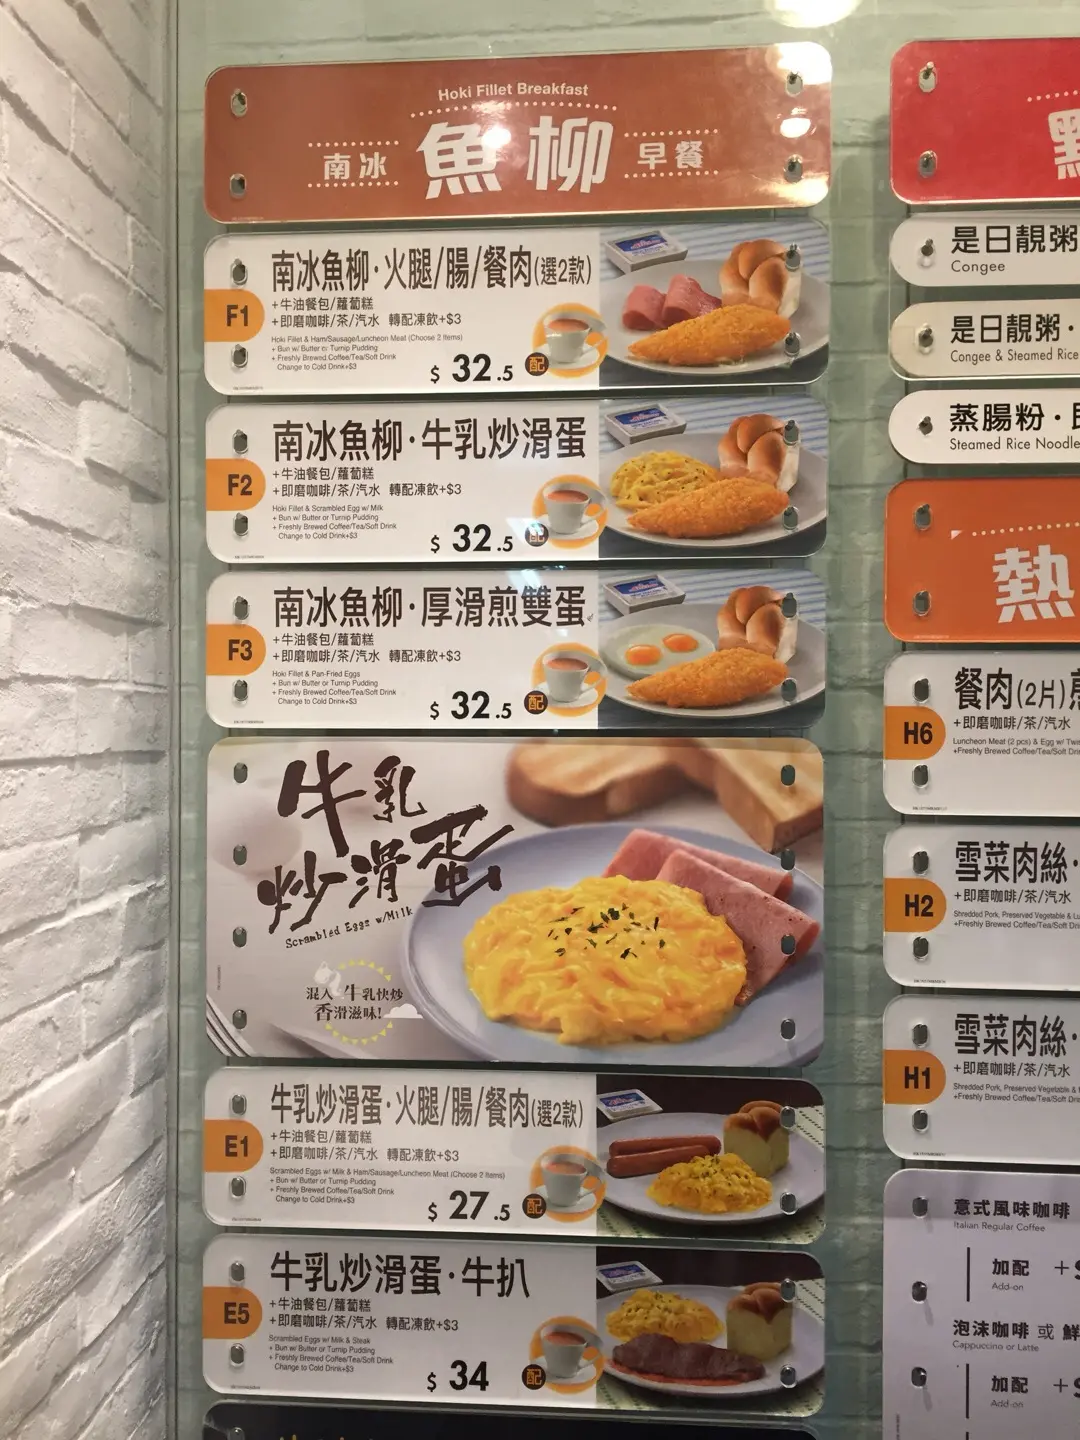 Hoki Fillet Breakfast
南冰 魚柳 早餐
F1
南冰魚柳·火腿/腸/餐肉(選2款)
+牛油餐包/蘿蔔糕
+即磨咖啡/茶/汽水 轉配凍飲+$3
Hoki Fillet & Ham/Sausage/Luncheon Meat (Choose 2 Items)
+ Bun w/ Butter or Turnip Pudding
+ Freshly Brewed Coffee/Tea/Soft Drink
Change to Cold Drink+$3
$ 32.5 配
F2
南冰魚柳·牛乳炒滑蛋
+牛油餐包/蘿蔔糕
+即磨咖啡/茶/汽水 轉配凍飲+$3
Hoki Fillet & Scrambled Egg w/ Milk
+ Bun w/ Butter or Turnip Pudding
+ Freshly Brewed Coffee/Tea/Soft Drink
Change to Cold Drink+$3
$ 32.5 配
F3
南冰魚柳·厚滑煎雙蛋
+牛油餐包/蘿蔔糕
+即磨咖啡/茶/汽水 轉配凍飲+$3
Hoki Fillet & Pan-Fried Eggs
+ Bun w/ Butter or Turnip Pudding
+ Freshly Brewed Coffee/Tea/Soft Drink
Change to Cold Drink+$3
$ 32.5 配
牛乳
炒滑蛋
Scrambled Eggs w/Milk
混入牛乳快炒
香滑滋味!
E1
牛乳炒滑蛋·火腿/腸/餐肉(選2款)
+牛油餐包/蘿蔔糕
+即磨咖啡/茶/汽水 轉配凍飲+$3
Scrambled Eggs w/ Milk & Ham/Sausage/Luncheon Meat (Choose 2 Items)
+ Bun w/ Butter or Turnip Pudding
+ Freshly Brewed Coffee/Tea/Soft Drink
Change to Cold Drink+$3
$ 27.5 配
E5
牛乳炒滑蛋·牛扒
+牛油餐包/蘿蔔糕
+即磨咖啡/茶/汽水 轉配凍飲+$3
Scrambled Eggs w/ Milk & Steak
+ Bun w/ Butter or Turnip Pudding
+ Freshly Brewed Coffee/Tea/Soft Drink
Change to Cold Drink+$3
$ 34 配
是日靚粥
Congee
是日靚粥·
Congee & Steamed Rice
蒸腸粉·
Steamed Rice Noodle
熱
H6
餐肉(2片)
+即磨咖啡/茶/汽水
Luncheon Meat (2 pcs) & Egg w/
+Freshly Brewed Coffee/Tea/Soft
H2
雪菜肉絲·
+即磨咖啡/茶/汽水
Shredded Pork, Preserved Vegetable &
+Freshly Brewed Coffee/Tea/Soft
H1
雪菜肉絲·
+即磨咖啡/茶/汽水
Shredded Pork, Preserved Vegetable &
+Freshly Brewed Coffee/Tea/Soft
意式風味咖啡
Italian Regular Coffee
加配 +$
Add-on
泡沫咖啡 或 鮮
Cappuccino or Latte
加配 +$
Add-on